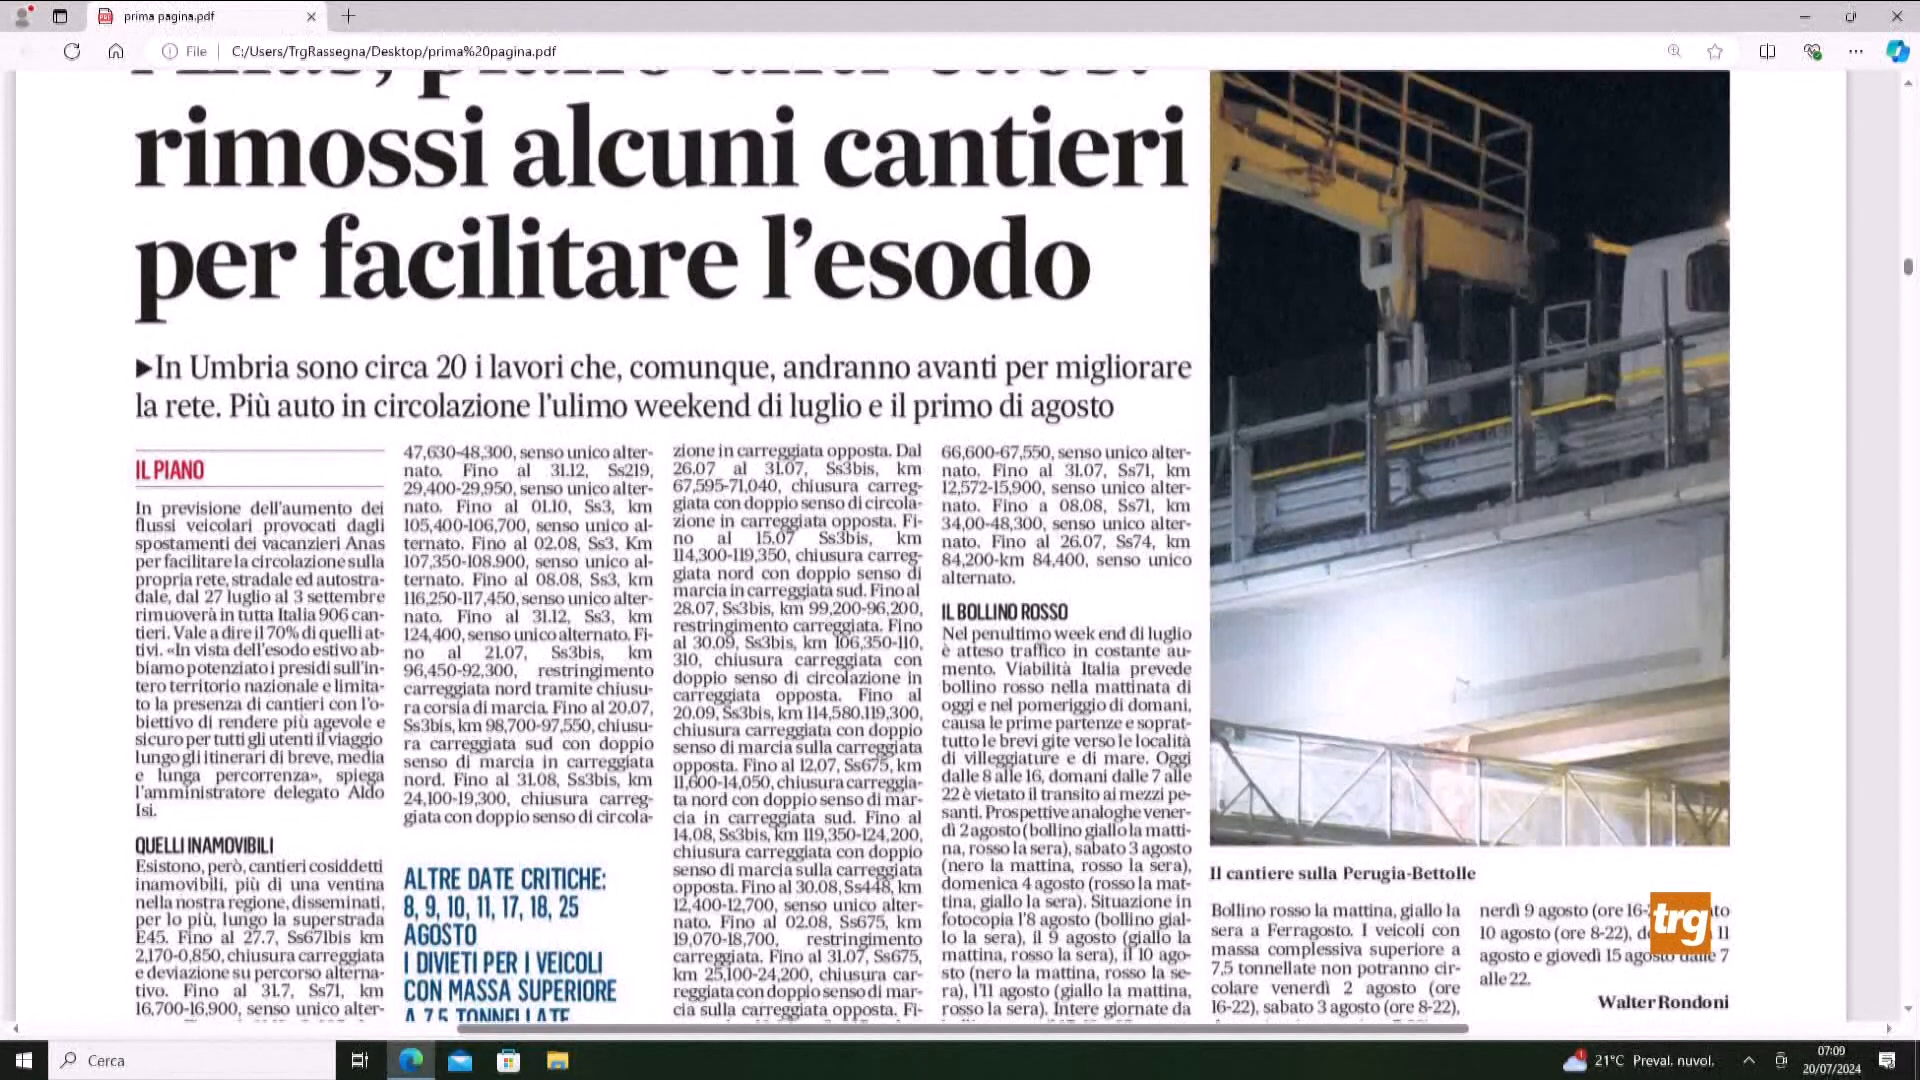 prima pagina.pdf
File
C:/Users/TrgRassegna/Desktop/prima%20pagina.pdf
rimossi alcuni cantieri
per facilitare l'esodo
►In Umbria sono circa 20 i lavori che, comunque, andranno avanti per migliorare
la rete. Più auto in circolazione l'ulimo weekend di luglio e il primo di agosto
IL PIANO
In previsione dell'aumento dei
flussi veicolari provocati dagli
spostamenti dei vacanzieri Anas
per facilitare la circolazione sulla
propria rete, stradale ed autostra-
dale, dal 27 luglio al 3 settembre
rimuoverà in tutta Italia 906 can-
tieri. Vale a dire il 70% di quelli at-
tivi. «In vista dell'esodo estivo ab-
biamo potenziato i presidi sull'in-
tero territorio nazionale e limita-
to la presenza di cantieri con l'o-
biettivo di rendere più agevole e
sicuro per tutti gli utenti il viaggio
lungo gli itinerari di breve, media
e lunga percorrenza», spiega
l'amministratore delegato Aldo
Isi.
QUELLI INAMOVIBILI
Esistono, però, cantieri cosiddetti
inamovibili, più di una ventina
nella nostra regione, disseminati,
per lo più, lungo la superstrada
E45. Fino al 27.7, Ss671bis km
2,170-0,850, chiusura carreggiata
e deviazione su percorso alterna-
tivo. Fino al 31.7, Ss71, km
16,700-16,900, senso unico alter-
47,630-48,300, senso unico alter-
nato. Fino al 31.12, Ss219,
29,400-29,950, senso unico alter-
nato. Fino al 01.10, Ss3, km
105,400-106,700, senso unico al-
ternato. Fino al 02.08, Ss3, Km
107,350-108.900, senso unico al-
ternato. Fino al 08.08, Ss3, km
116,250-117,450, senso unico alter-
nato. Fino al 31.12, Ss3, km
124,400, senso unico alternato. Fi-
no al 21.07, Ss3bis, km
96,450-92,300, restringimento
carreggiata nord tramite chiusu-
ra corsia di marcia. Fino al 20.07,
Ss3bis, km 98,700-97,550, chiusu-
ra carreggiata sud con doppio
senso di marcia in carreggiata
nord. Fino al 31.08, Ss3bis, km
24,100-19,300, chiusura carreg-
giata con doppio senso di circola-
ALTRE DATE CRITICHE:
8, 9, 10, 11, 17, 18, 25
AGOSTO
I DIVIETI PER I VEICOLI
CON MASSA SUPERIORE
A 7,5 TONNELLATE
zione in carreggiata opposta. Dal
26.07 al 31.07, Ss3bis, km
67,595-71,040, chiusura carreg-
giata con doppio senso di circola-
zione in carreggiata opposta. Fi-
no al 15.07 Ss3bis, km
114,300-119,350, chiusura carreg-
giata nord con doppio senso di
marcia in carreggiata sud. Fino al
28.07, Ss3bis, km 99,200-96,200,
restringimento carreggiata. Fino
al 30.09, Ss3bis, km 106,350-110,
310, chiusura carreggiata con
doppio senso di circolazione in
carreggiata opposta. Fino al
20.09, Ss3bis, km 114,580.119,300,
chiusura carreggiata con doppio
senso di marcia sulla carreggiata
opposta. Fino al 12.07, Ss675, km
11,600-14,050, chiusura carreggia-
ta nord con doppio senso di mar-
cia in carreggiata sud. Fino al
14.08, Ss3bis, km 119,350-124,200,
chiusura carreggiata con doppio
senso di marcia sulla carreggiata
opposta. Fino al 30.08, Ss448, km
12,400-12,700, senso unico alter-
nato. Fino al 02.08, Ss675, km
19,070-18,700, restringimento
carreggiata. Fino al 31.07, Ss675,
km 25,100-24,200, chiusura car-
reggiata con doppio senso di mar-
cia sulla carreggiata opposta. Fi-
66,600-67,550, senso unico alter-
nato. Fino al 31.07, Ss71, km
12,572-15,900, senso unico alter-
nato. Fino a 08.08, Ss71, km
34,00-48,300, senso unico alter-
nato. Fino al 26.07, Ss74, km
84,200-km 84,400, senso unico
alternato.
IL BOLLINO ROSSO
Nel penultimo week end di luglio
è atteso traffico in costante au-
mento. Viabilità Italia prevede
bollino rosso nella mattinata di
oggi e nel pomeriggio di domani,
causa le prime partenze e soprat-
tutto le brevi gite verso le località
di villeggiature e di mare. Oggi
dalle 8 alle 16, domani dalle 7 alle
22 è vietato il transito ai mezzi pe-
santi. Prospettive analoghe vener-
dì 2 agosto (bollino giallo la matti-
na, rosso la sera), sabato 3 agosto
(nero la mattina, rosso la sera),
domenica 4 agosto (rosso la mat-
tina, giallo la sera). Situazione in
fotocopia l'8 agosto (bollino gial-
lo la sera), il 9 agosto (giallo la
mattina, rosso la sera), il 10 ago-
sto (nero la mattina, rosso la se-
ra), l'11 agosto (giallo la mattina,
rosso la sera). Intere giornate da
Il cantiere sulla Perugia-Bettolle
Bollino rosso la mattina, giallo la
sera a Ferragosto. I veicoli con
massa complessiva superiore a
7,5 tonnellate non potranno cir-
colare venerdì 2 agosto (ore
16-22), sabato 3 agosto (ore 8-22),
nerdì 9 agosto (ore 16-
10 agosto (ore 8-22), 11
agosto e giovedì 15 agosto dalle 7
alle 22.
Walter Rondoni
trg
Cerca
21°C Preval. nuvol.
07:09
20/07/2024